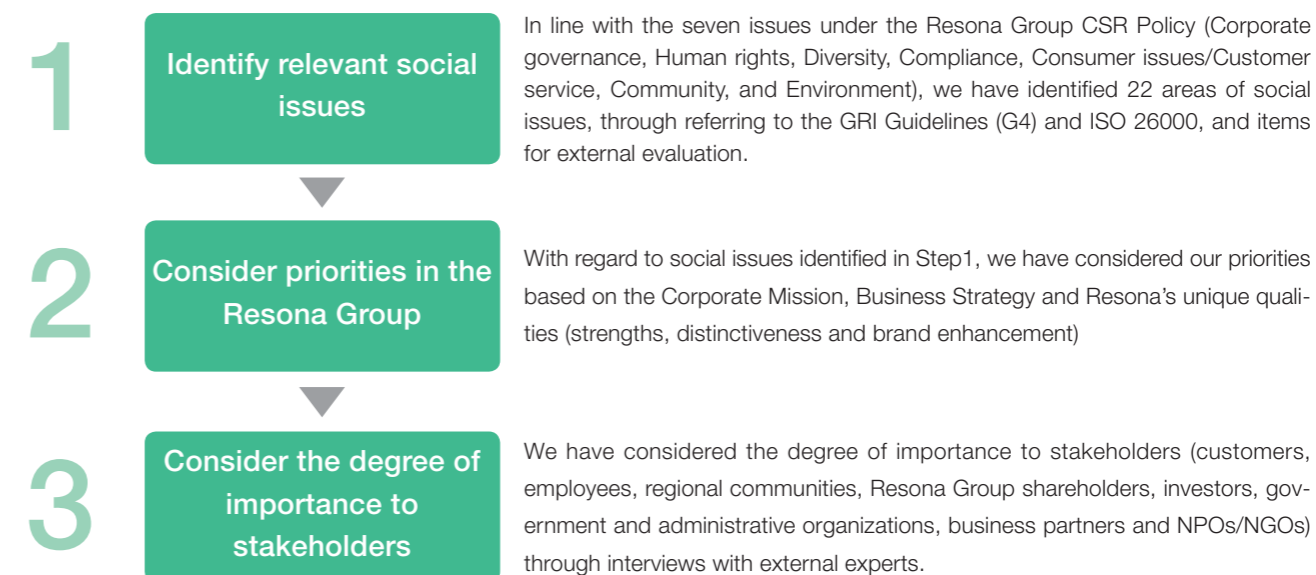 1
Identify relevant social
issues
In line with the seven issues under the Resona Group CSR Policy (Corporate
governance, Human rights, Diversity, Compliance, Consumer issues/Customer
service, Community, and Environment), we have identified 22 areas of social
issues, through referring to the GRI Guidelines (G4) and ISO 26000, and items
for external evaluation.
2
Consider priorities in the
Resona Group
With regard to social issues identified in Step1, we have considered our priorities
based on the Corporate Mission, Business Strategy and Resona's unique quali-
ties (strengths, distinctiveness and brand enhancement)
3
Consider the degree of
importance to
stakeholders
We have considered the degree of importance to stakeholders (customers,
employees, regional communities, Resona Group shareholders, investors, gov-
ernment and administrative organizations, business partners and NPOs/NGOs)
through interviews with external experts.